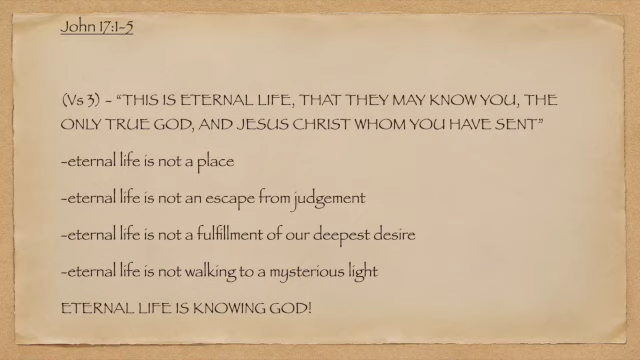 John 17:1-5
(Vs 3) - “THIS IS ETERNAL LIFE, THAT THEY MAY KNOW YOU, THE
ONLY TRUE GOD, AND JESUS CHRIST WHOM YOU HAVE SENT”
-eternal life is not a place
-eternal life is not an escape from judgement
-eternal life is not a fulfillment of our deepest desire
-eternal life is not walking to a mysterious light
ETERNAL LIFE IS KNOWING GOD!